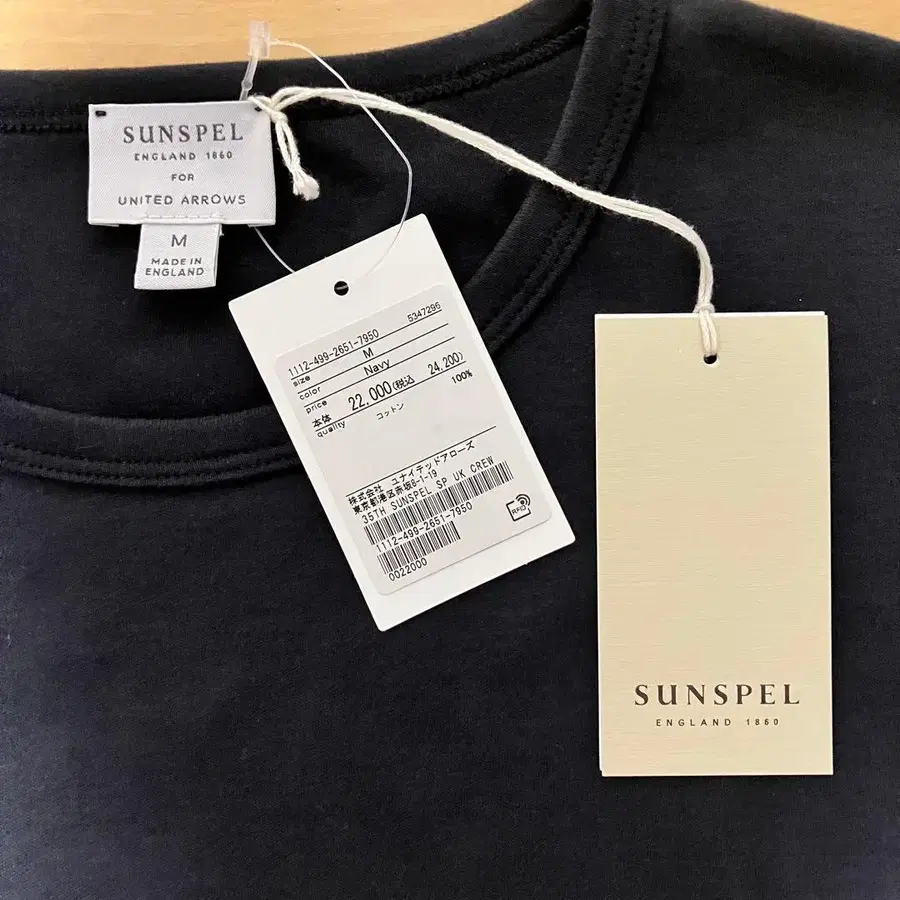 SUNSPEL
ENGLAND 1860
FOR
UNITED ARROWS
M
MADE IN
ENGLAND
1112-499-2651-7950 5347296
size M
color Navy
price
本体 22,000(税込 24,200)
quality コットン 100%
株式会社 ユナイテッドアローズ
東京都港区赤坂8-1-19
35TH SUNSPEL SP UK CREW
1112-499-2651-7950
0022000
RFID
SUNSPEL
ENGLAND 1860